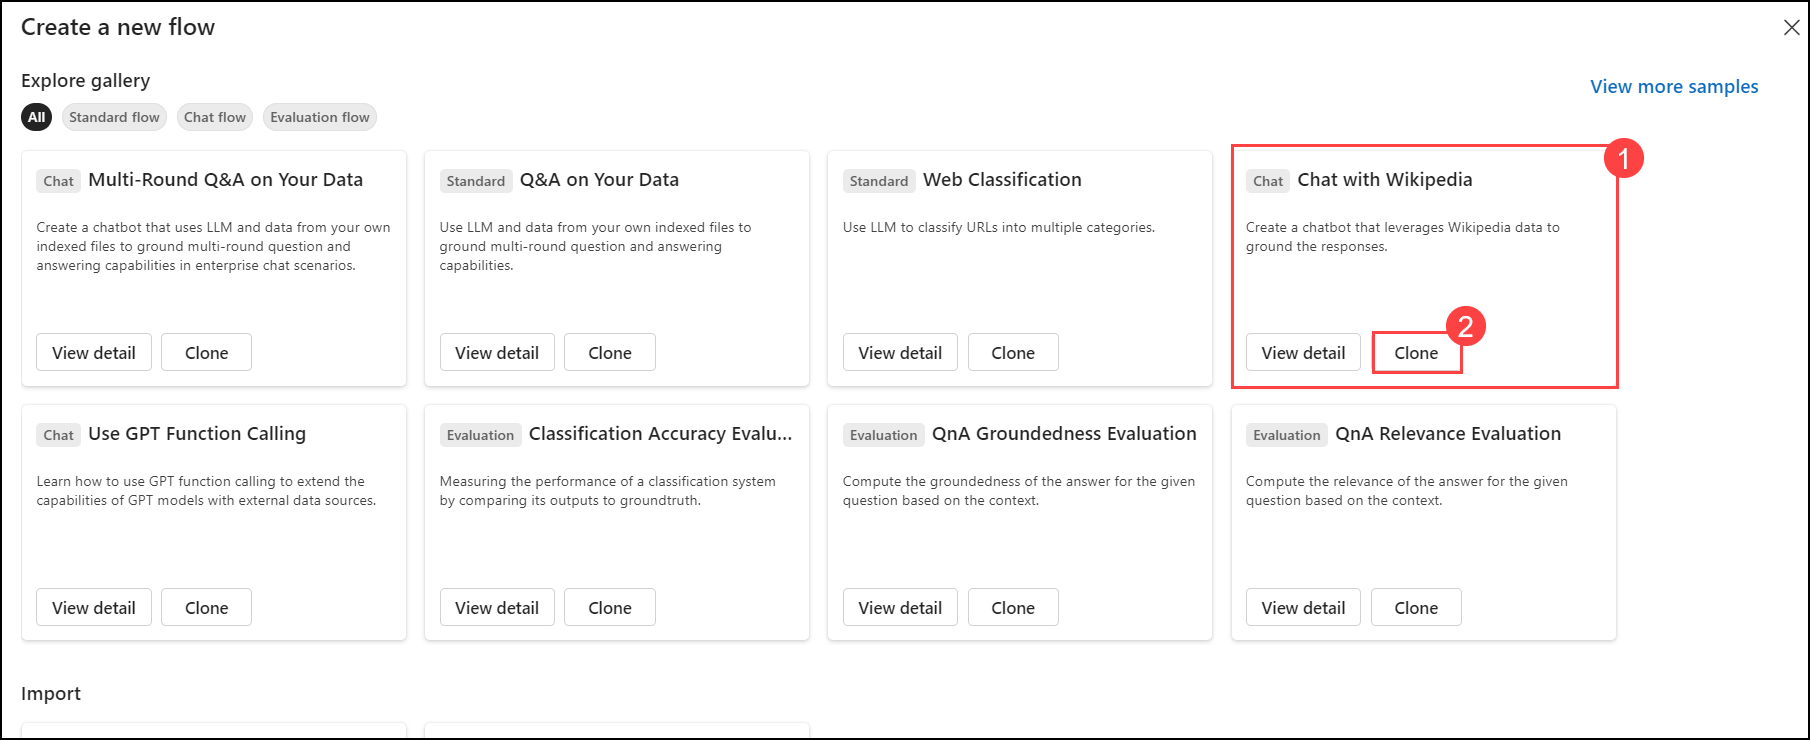 Create a new flow
Explore gallery
View more samples
All
Standard flow
Chat flow
Evaluation flow
Chat Multi-Round Q&A on Your Data
Create a chatbot that uses LLM and data from your own
indexed files to ground multi-round question and
answering capabilities in enterprise chat scenarios.
View detail
Clone
Standard Q&A on Your Data
Use LLM and data from your own indexed files to
ground multi-round question and answering
capabilities.
View detail
Clone
Standard Web Classification
Use LLM to classify URLs into multiple categories.
View detail
Clone
1
Chat Chat with Wikipedia
Create a chatbot that leverages Wikipedia data to
ground the responses.
2
View detail
Clone
Chat Use GPT Function Calling
Learn how to use GPT function calling to extend the
capabilities of GPT models with external data sources.
View detail
Clone
Evaluation Classification Accuracy Evalu...
Measuring the performance of a classification system
by comparing its outputs to groundtruth.
View detail
Clone
Evaluation QnA Groundedness Evaluation
Compute the groundedness of the answer for the given
question based on the context.
View detail
Clone
Evaluation QnA Relevance Evaluation
Compute the relevance of the answer for the given
question based on the context.
View detail
Clone
Import